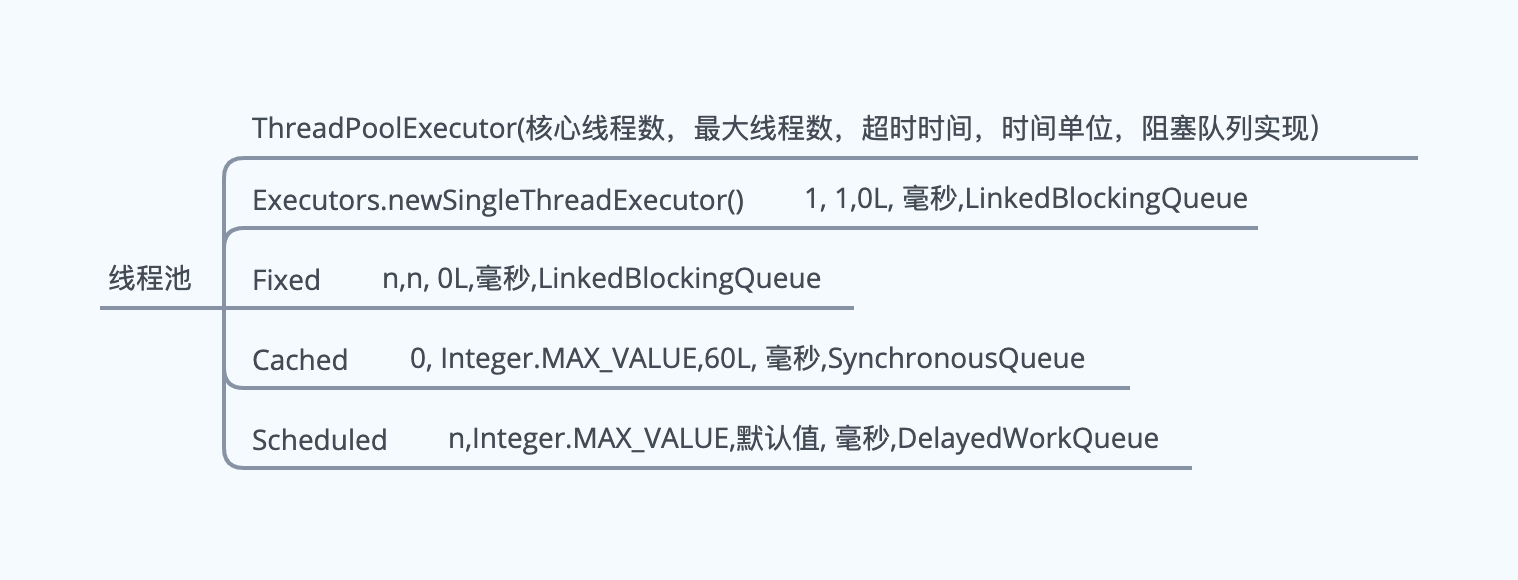 ThreadPoolExecutor(核心线程数，最大线程数，超时时间，时间单位，阻塞队列实现）
Executors.newSingleThreadExecutor() 1, 1,0L, 毫秒,LinkedBlockingQueue
线程池
Fixed n,n, 0L,毫秒,LinkedBlockingQueue
Cached 0, Integer.MAX_VALUE,60L, 毫秒,SynchronousQueue
Scheduled n,Integer.MAX_VALUE,默认值, 毫秒,DelayedWorkQueue